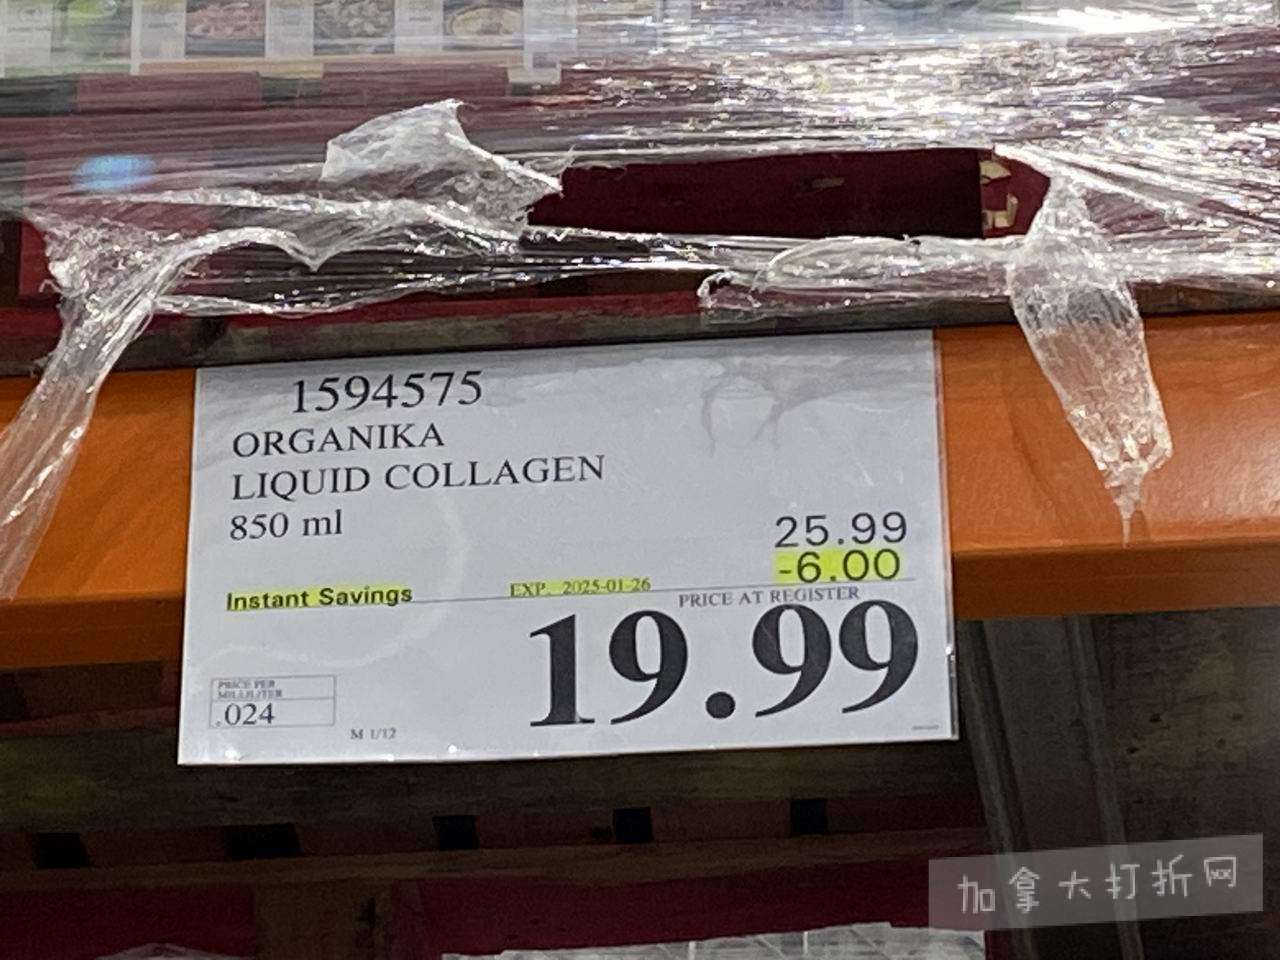 1594575
ORGANIKA
LIQUID COLLAGEN
850 ml
25.99
-6.00
Instant Savings
EXP. 2025-01-26
PRICE AT REGISTER
19.99
PRICE PER
MILLILITER
.024
M 1/12
加拿大打折网